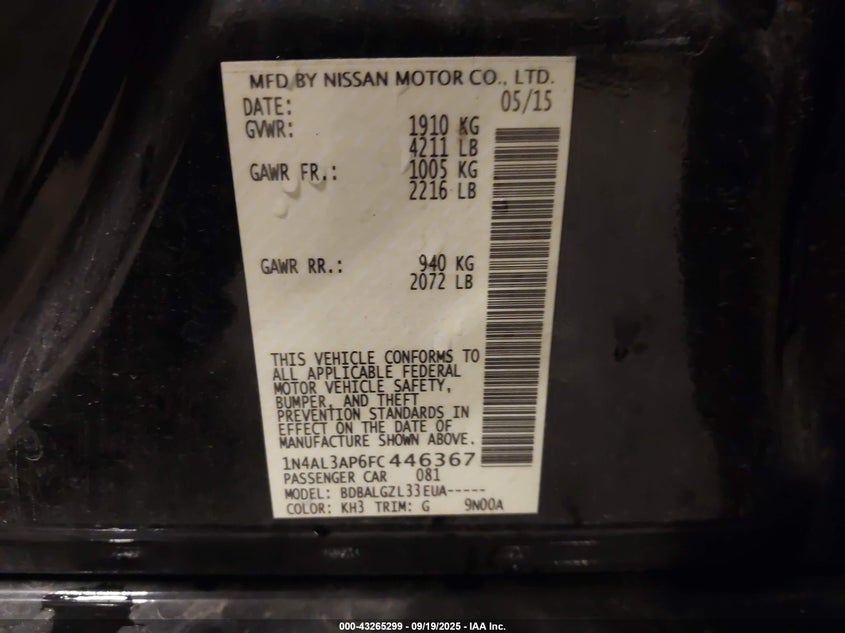 MFD BY NISSAN MOTOR CO., LTD.
DATE: 05/15
GVWR: 1910 KG
4211 LB
GAWR FR.: 1005 KG
2216 LB
GAWR RR.: 940 KG
2072 LB
THIS VEHICLE CONFORMS TO
ALL APPLICABLE FEDERAL
MOTOR VEHICLE SAFETY,
BUMPER, AND THEFT
PREVENTION STANDARDS IN
EFFECT ON THE DATE OF
MANUFACTURE SHOWN ABOVE.
1N4AL3AP6FC446367
PASSENGER CAR 081
MODEL: BDBALGZL33EUA-----
COLOR: KH3 TRIM: G 9N00A
000-43265299 - 09/19/2025 - IAA Inc.